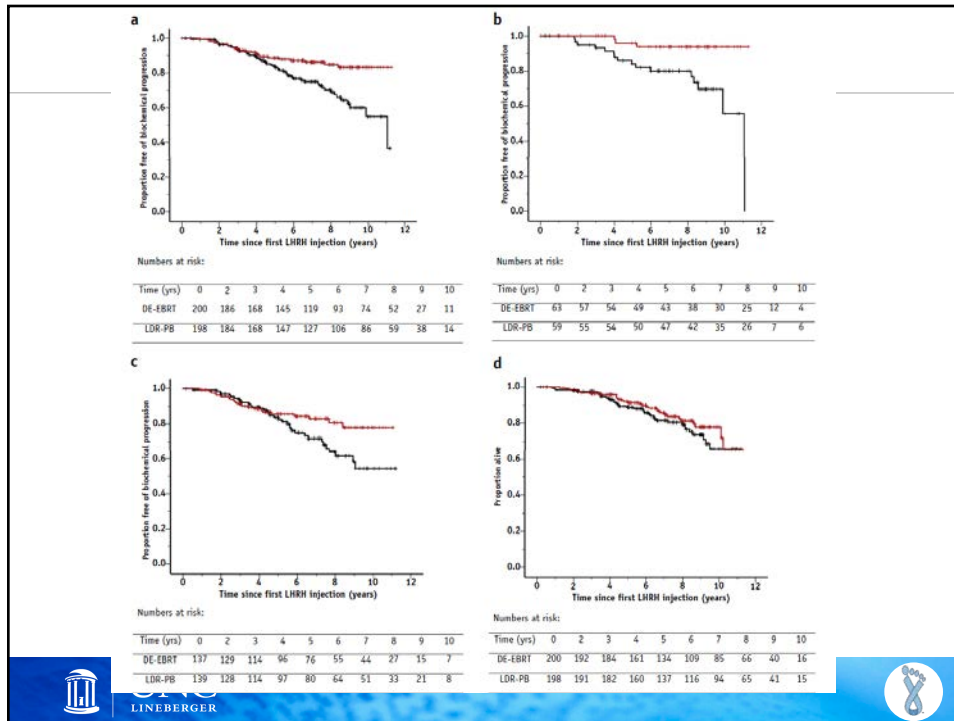 a
Proportion free of biochemical progression
1.0
0.8
0.6
0.4
0.2
0.0
0 2 4 6 8 10 12
Time since first LHRH injection (years)
Numbers at risk:
Time (yrs) 0 2 3 4 5 6 7 8 9 10
DE-EBRT 200 186 168 145 119 93 74 52 27 11
LDR-PB 198 184 168 147 127 106 86 59 38 14
b
Proportion free of biochemical progression
1.0
0.8
0.6
0.4
0.2
0.0
0 2 4 6 8 10 12
Time since first LHRH injection (years)
Numbers at risk:
Time (yrs) 0 2 3 4 5 6 7 8 9 10
DE-EBRT 63 57 54 49 43 38 30 25 12 4
LDR-PB 59 55 54 50 47 42 35 26 7 6
c
Proportion free of biochemical progression
1.0
0.8
0.6
0.4
0.2
0.0
0 2 4 6 8 10 12
Time since first LHRH injection (years)
Numbers at risk:
Time (yrs) 0 2 3 4 5 6 7 8 9 10
DE-EBRT 137 129 114 96 76 55 44 27 15 7
LDR-PB 139 128 114 97 80 64 51 33 21 8
d
Proportion alive
1.0
0.8
0.6
0.4
0.2
0.0
0 2 4 6 8 10 12
Time since first LHRH injection (years)
Numbers at risk:
Time (yrs) 0 2 3 4 5 6 7 8 9 10
DE-EBRT 200 192 184 161 134 109 85 66 40 16
LDR-PB 198 191 182 160 137 116 94 65 41 15
UNC
LINEBERGER